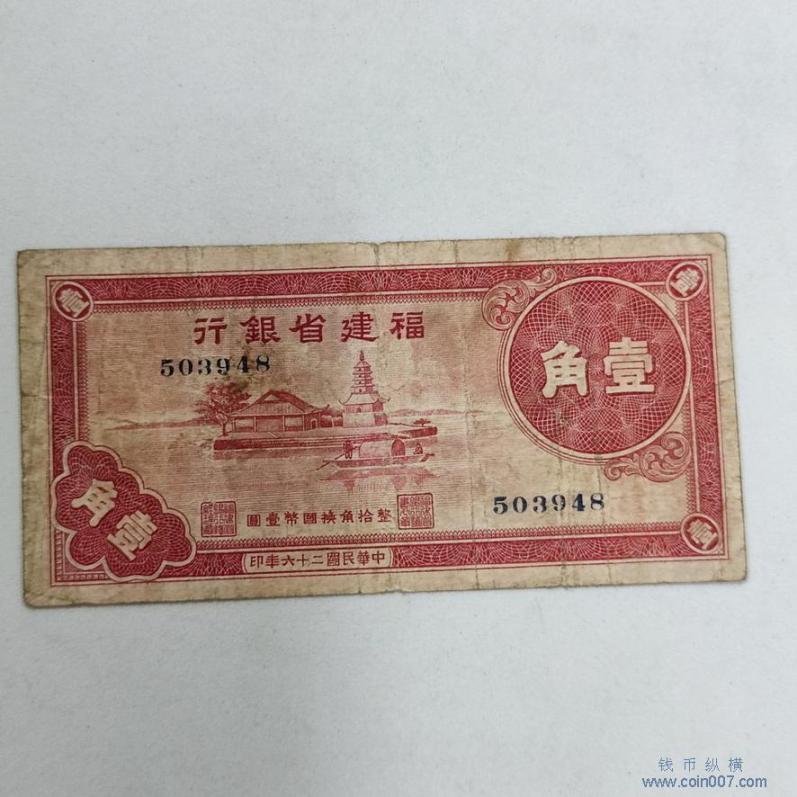 福建省銀行
503948
壹角
壹角
整拾角換國幣壹圓
503948
中華民國二十六年印
壹
壹
壹
钱币纵横
www.coin007.com